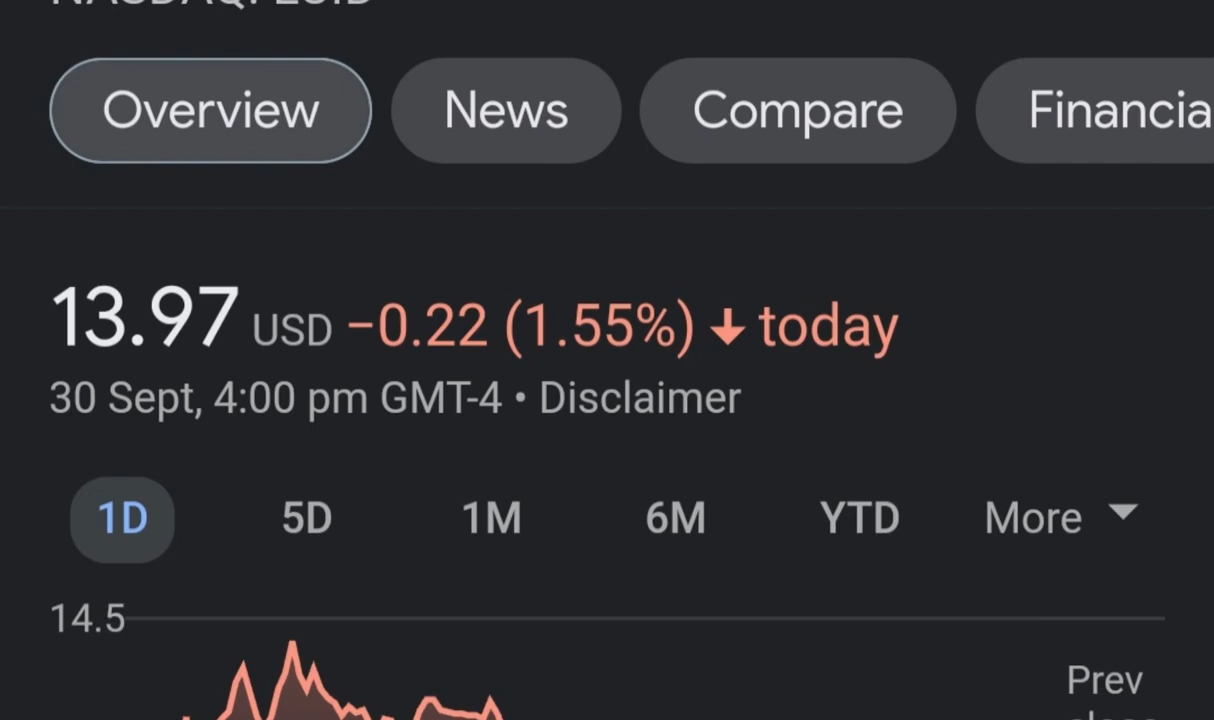 Overview News Compare
13.97 USD −0.22 (1.55%) ↓ today
30 Sept, 4:00 pm GMT-4 • Disclaimer
1D 5D 1M 6M YTD More
14.5
Prev